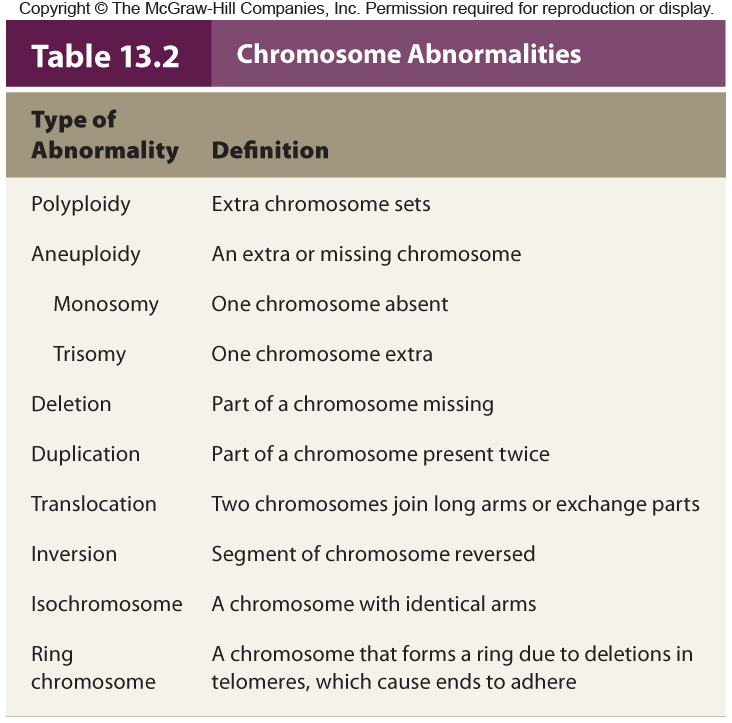 Copyright © The McGraw-Hill Companies, Inc. Permission required for reproduction or display.
Table 13.2 Chromosome Abnormalities
Type of
Abnormality Definition
Polyploidy Extra chromosome sets
Aneuploidy An extra or missing chromosome
Monosomy One chromosome absent
Trisomy One chromosome extra
Deletion Part of a chromosome missing
Duplication Part of a chromosome present twice
Translocation Two chromosomes join long arms or exchange parts
Inversion Segment of chromosome reversed
Isochromosome A chromosome with identical arms
Ring A chromosome that forms a ring due to deletions in
chromosome telomeres, which cause ends to adhere